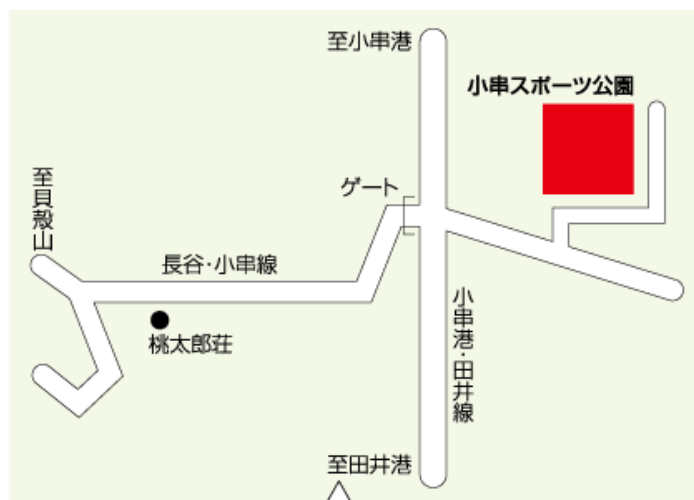 至小串港
小串スポーツ公園
ゲート
至貝殻山
長谷・小串線
桃太郎荘
小串港・田井線
至田井港